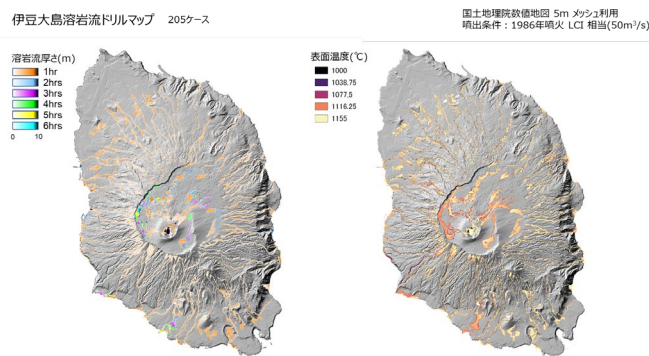 伊豆大島溶岩流ドリルマップ 205ケース
国土地理院数値地図 5m メッシュ利用
噴出条件：1986年噴火 LCI 相当(50m³/s)
溶岩流厚さ(m)
1hr
2hrs
3hrs
4hrs
5hrs
6hrs
0 10
表面温度(℃)
1000
1038.75
1077.5
1116.25
1155